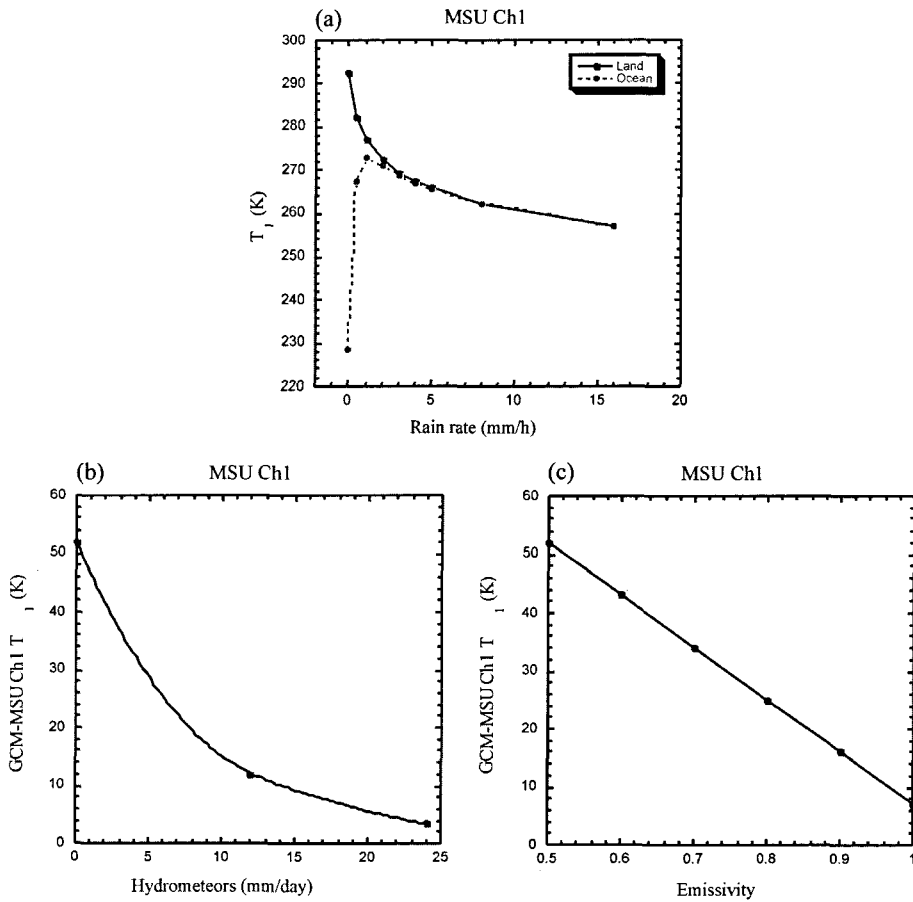 (a) MSU Ch1
300
290
280
270
260
250
240
230
220
T1 (K)
Land
Ocean
0 5 10 15 20
Rain rate (mm/h)
(b) MSU Ch1
60
50
40
30
20
10
0
GCM-MSU Ch1 T1 (K)
0 5 10 15 20 25
Hydrometeors (mm/day)
(c) MSU Ch1
60
50
40
30
20
10
0
GCM-MSU Ch1 T1 (K)
0.5 0.6 0.7 0.8 0.9 1
Emissivity